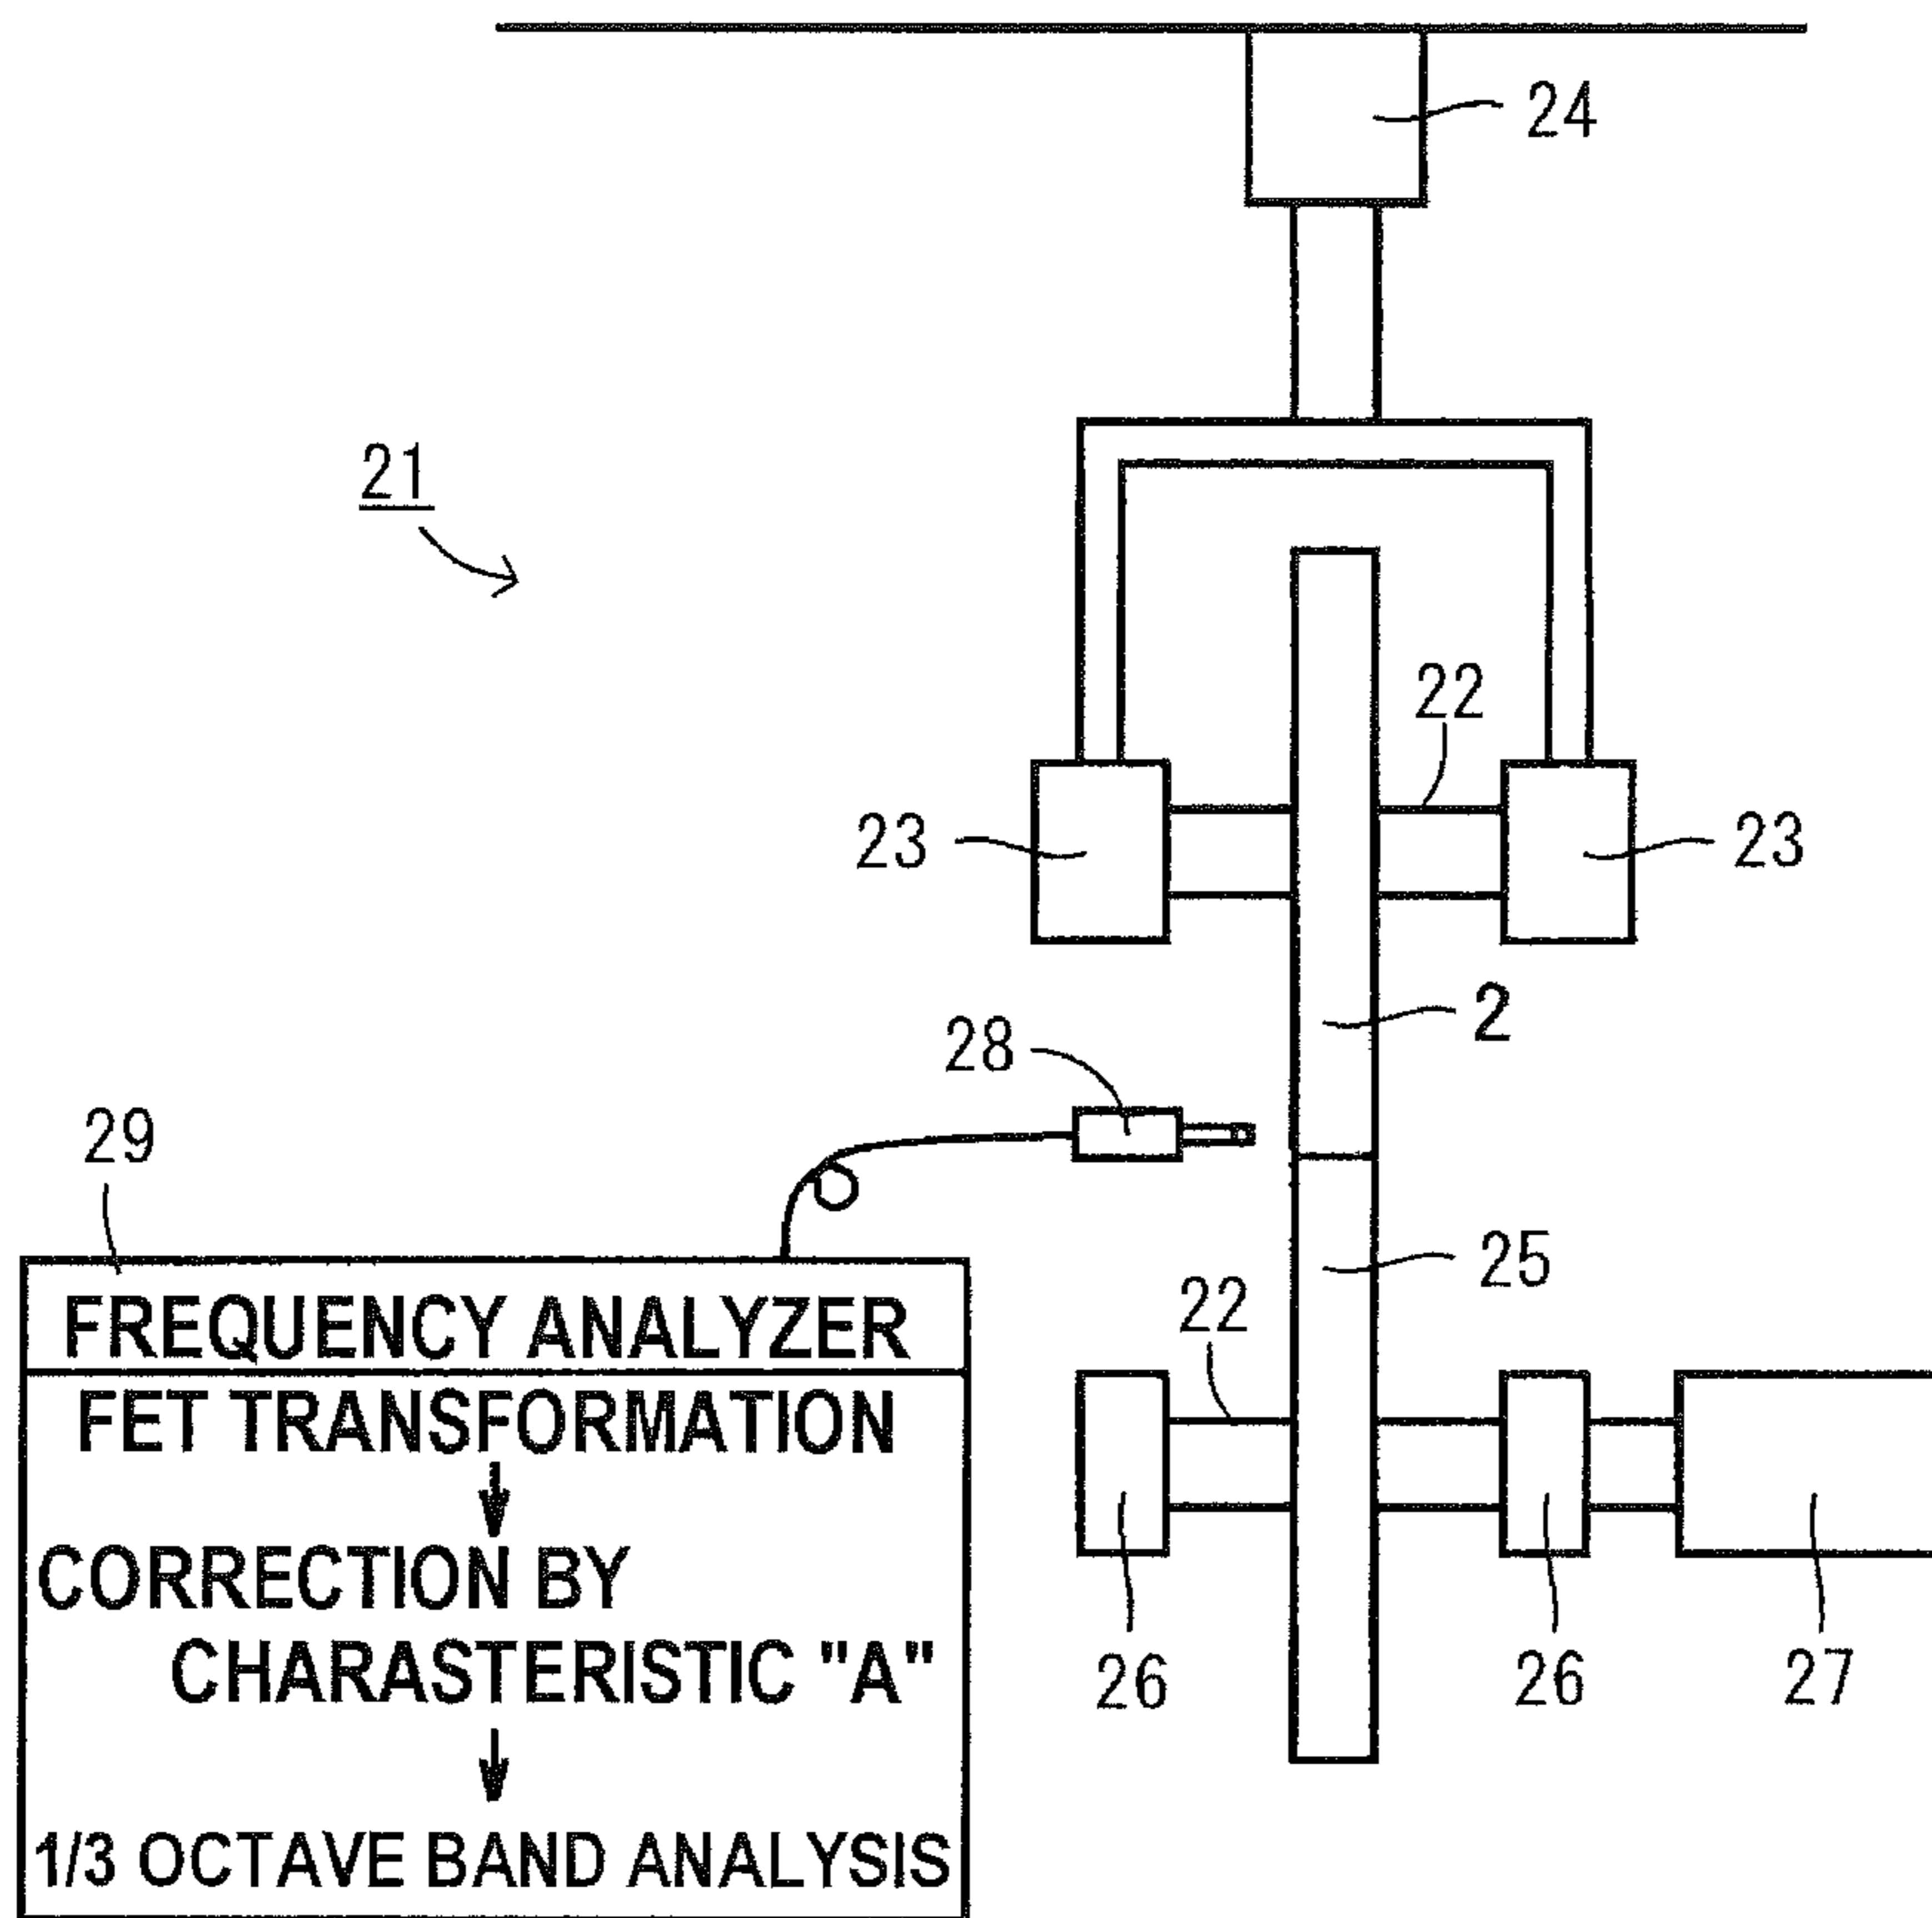 24
21
22
23
23
2
28
29
25
22
FREQUENCY ANALYZER
FET TRANSFORMATION
CORRECTION BY
CHARASTERISTIC "A"
1/3 OCTAVE BAND ANALYSIS
26
26
27